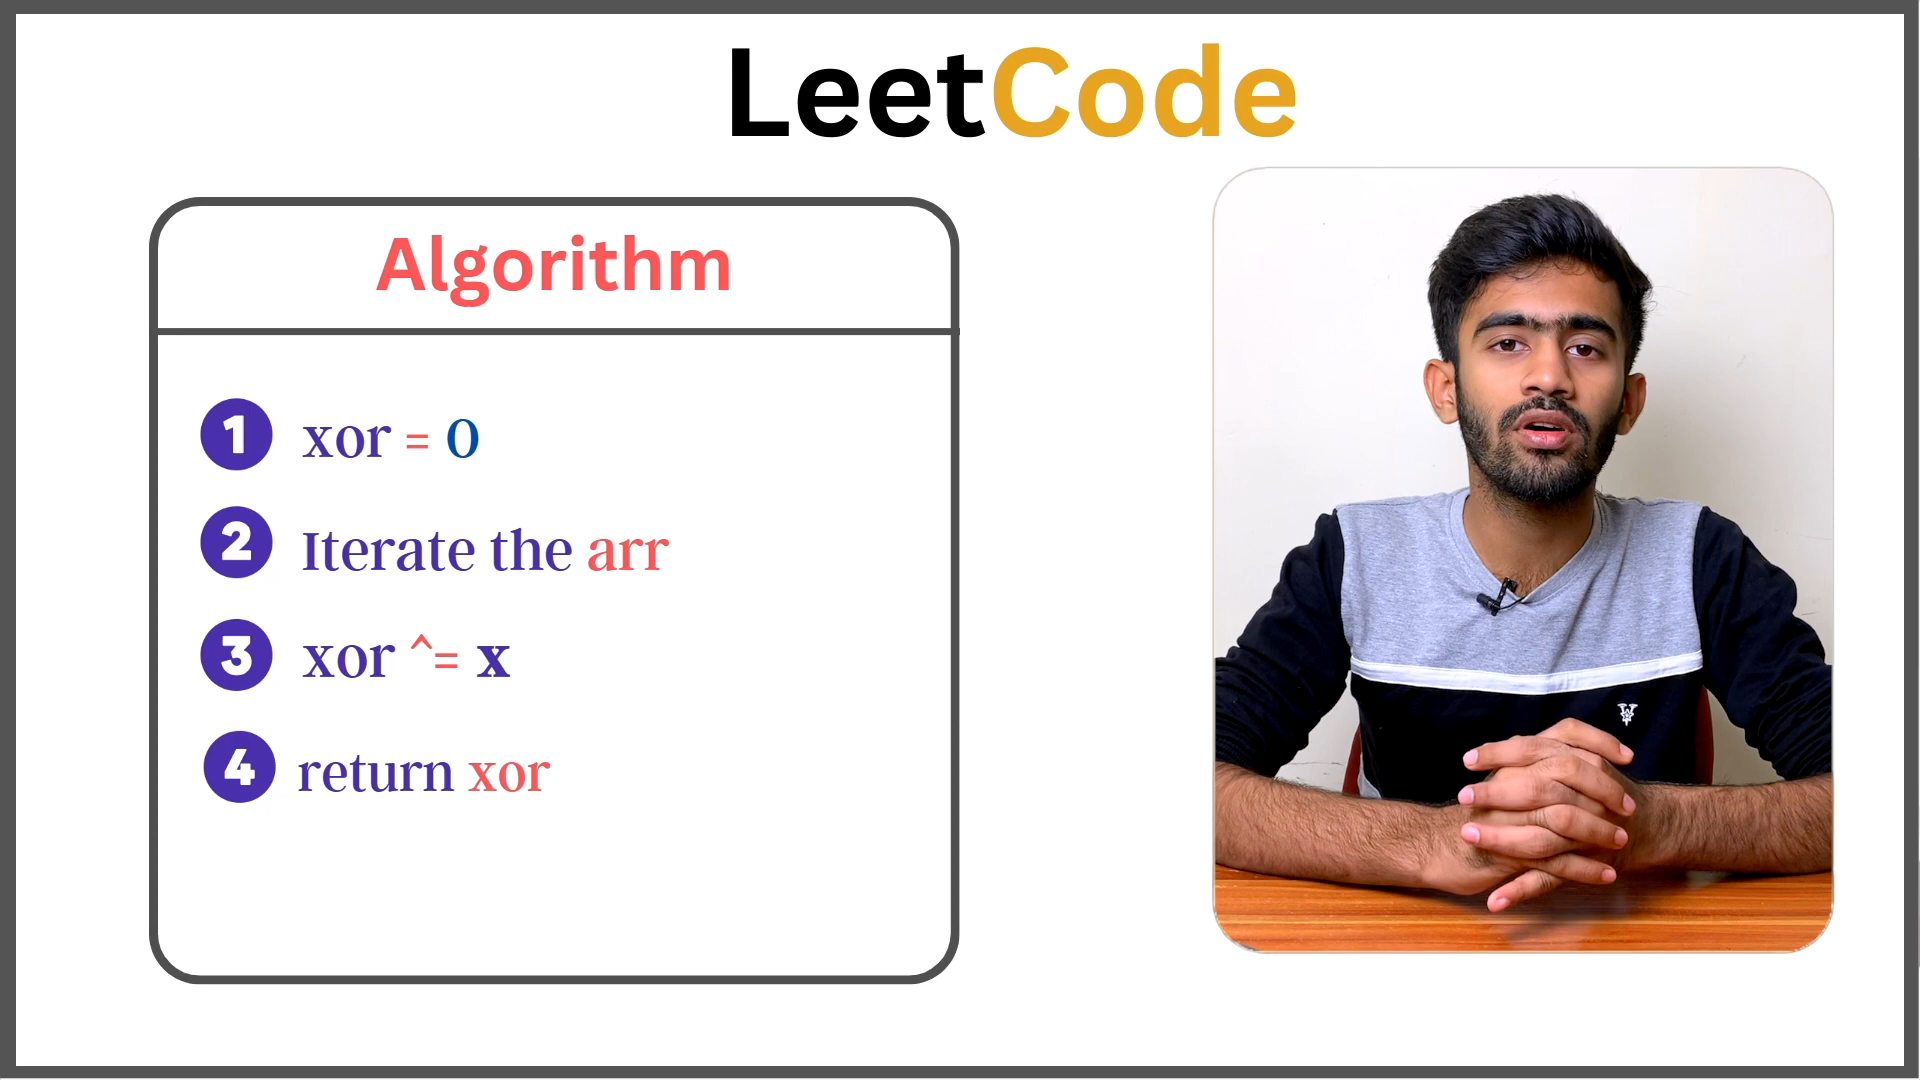 LeetCode
Algorithm
1 xor = 0
2 Iterate the arr
3 xor ^= x
4 return xor